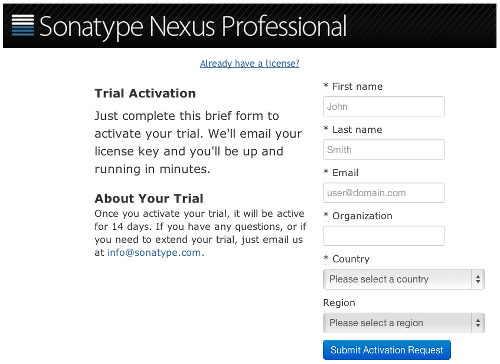 Sonatype Nexus Professional
Already have a license?
Trial Activation
Just complete this brief form to
activate your trial. We'll email your
license key and you'll be up and
running in minutes.
About Your Trial
Once you activate your trial, it will be active
for 14 days. If you have any questions, or if
you need to extend your trial, just email us
at info@sonatype.com.
* First name
John
* Last name
Smith
* Email
user@domain.com
* Organization
* Country
Please select a country
Region
Please select a region
Submit Activation Request